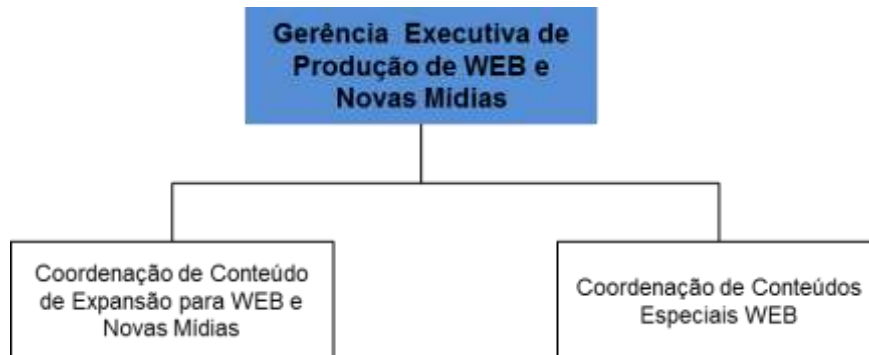 Gerência Executiva de
Produção de WEB e
Novas Mídias
Coordenação de Conteúdo
de Expansão para WEB e
Novas Mídias
Coordenação de Conteúdos
Especiais WEB